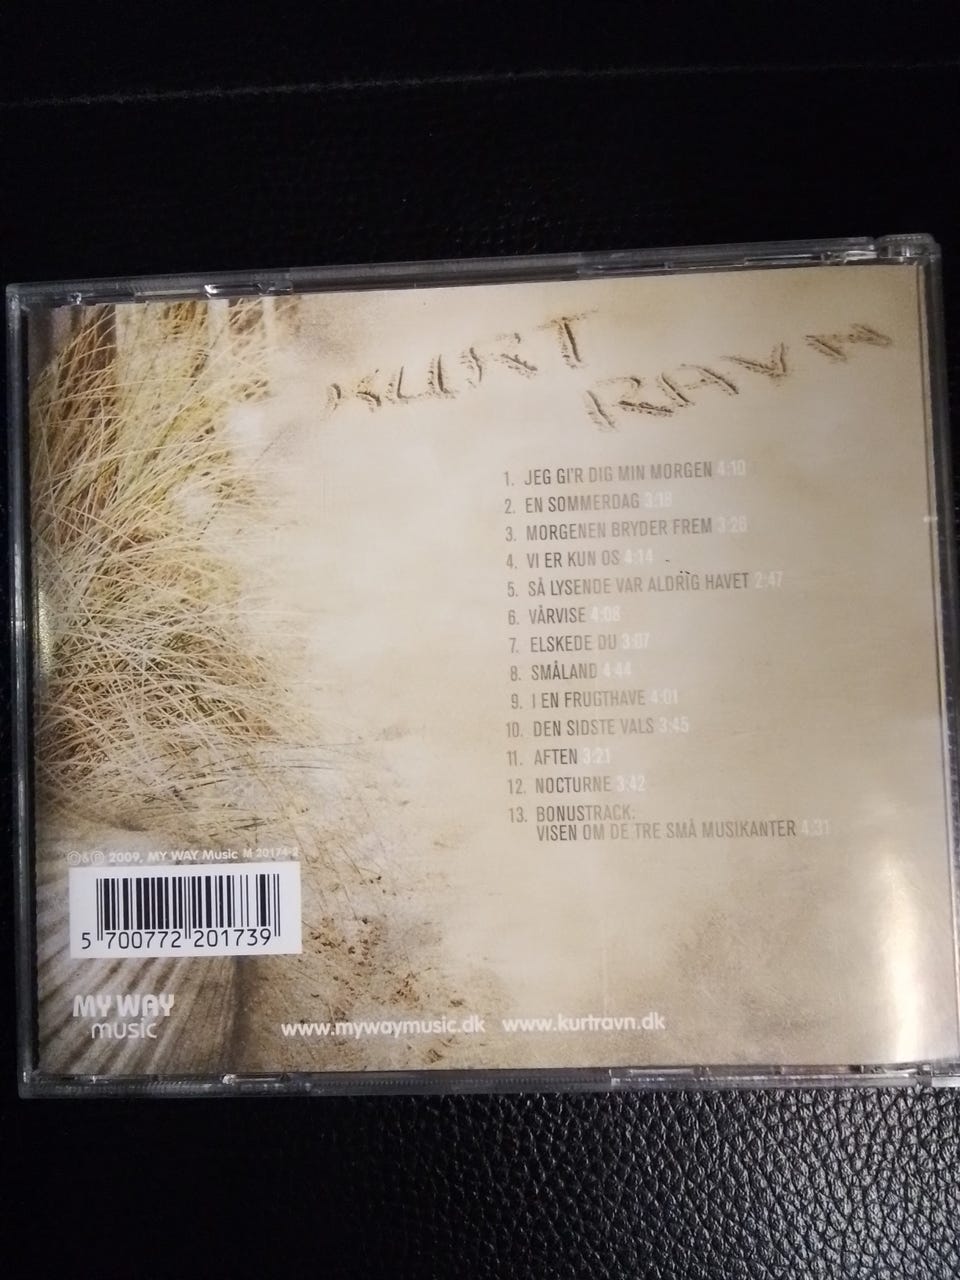 KURT
RAVN
1. JEG GI'R DIG MIN MORGEN 4:10
2. EN SOMMERDAG 3:18
3. MORGENEN BRYDER FREM 3:26
4. VI ER KUN OS 4:14
5. SÅ LYSENDE VAR ALDRIG HAVET 2:47
6. VÅRVISE 4:08
7. ELSKEDE DU 3:07
8. SMÅLAND 4:44
9. I EN FRUGTHAVE 4:01
10. DEN SIDSTE VALS 3:45
11. AFTEN 3:21
12. NOCTURNE 3:42
13. BONUSTRACK:
VISEN OM DE TRE SMÅ MUSIKANTER 4:31
©&℗ 2009, MY WAY Music M 20174-2
5 700772 201739
MY WAY
music
www.mywaymusic.dk www.kurtravn.dk